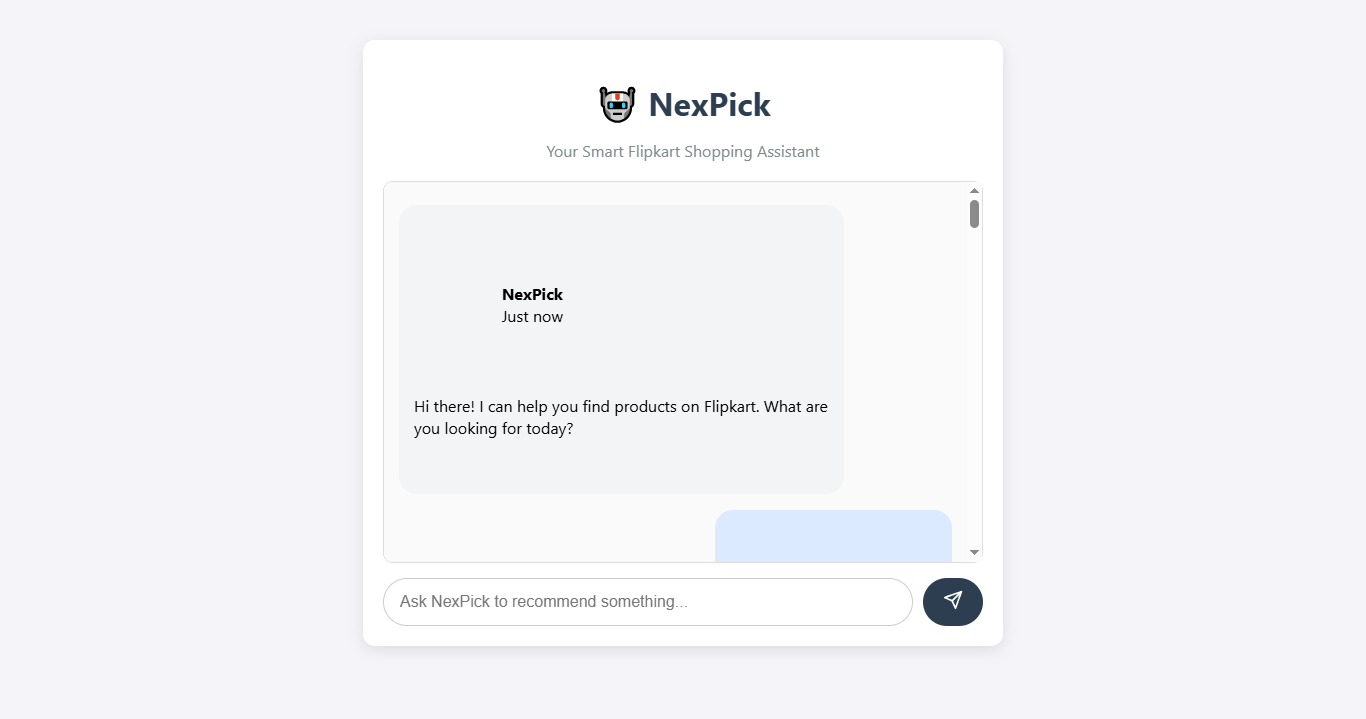 NexPick
Your Smart Flipkart Shopping Assistant
NexPick
Just now
Hi there! I can help you find products on Flipkart. What are
you looking for today?
Ask NexPick to recommend something...